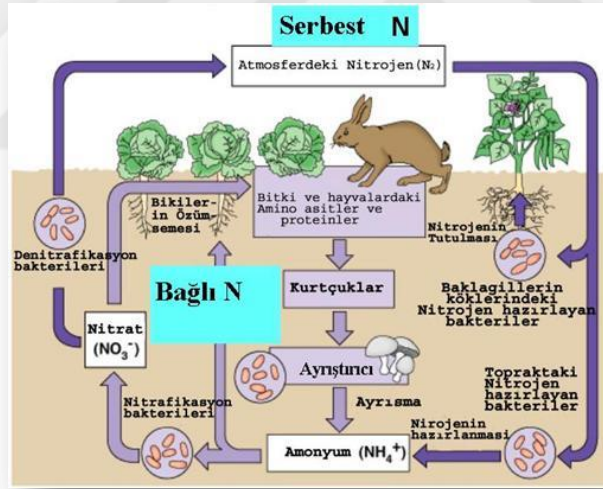 Serbest N
Atmosferdeki Nitrojen(N₂)
Bikiler-
in Özüm-
semesi
Bitki ve hayvalardaki
Amino asitler ve
proteinler
Nitrojenin
Tutulması
Denitrafikasyon
bakterileri
Bağlı N
Kurtçuklar
Baklagillerin
köklerindeki
Nitrojen hazırlayan
bakteriler
Nitrat
(NO₃⁻)
Ayrıştırıcı
Ayrısma
Topraktaki
Nitrojen
hazırlayan
bakteriler
Nitrafikasyon
bakterileri
Nirojenin
hazırlanması
Amonyum (NH₄⁺)